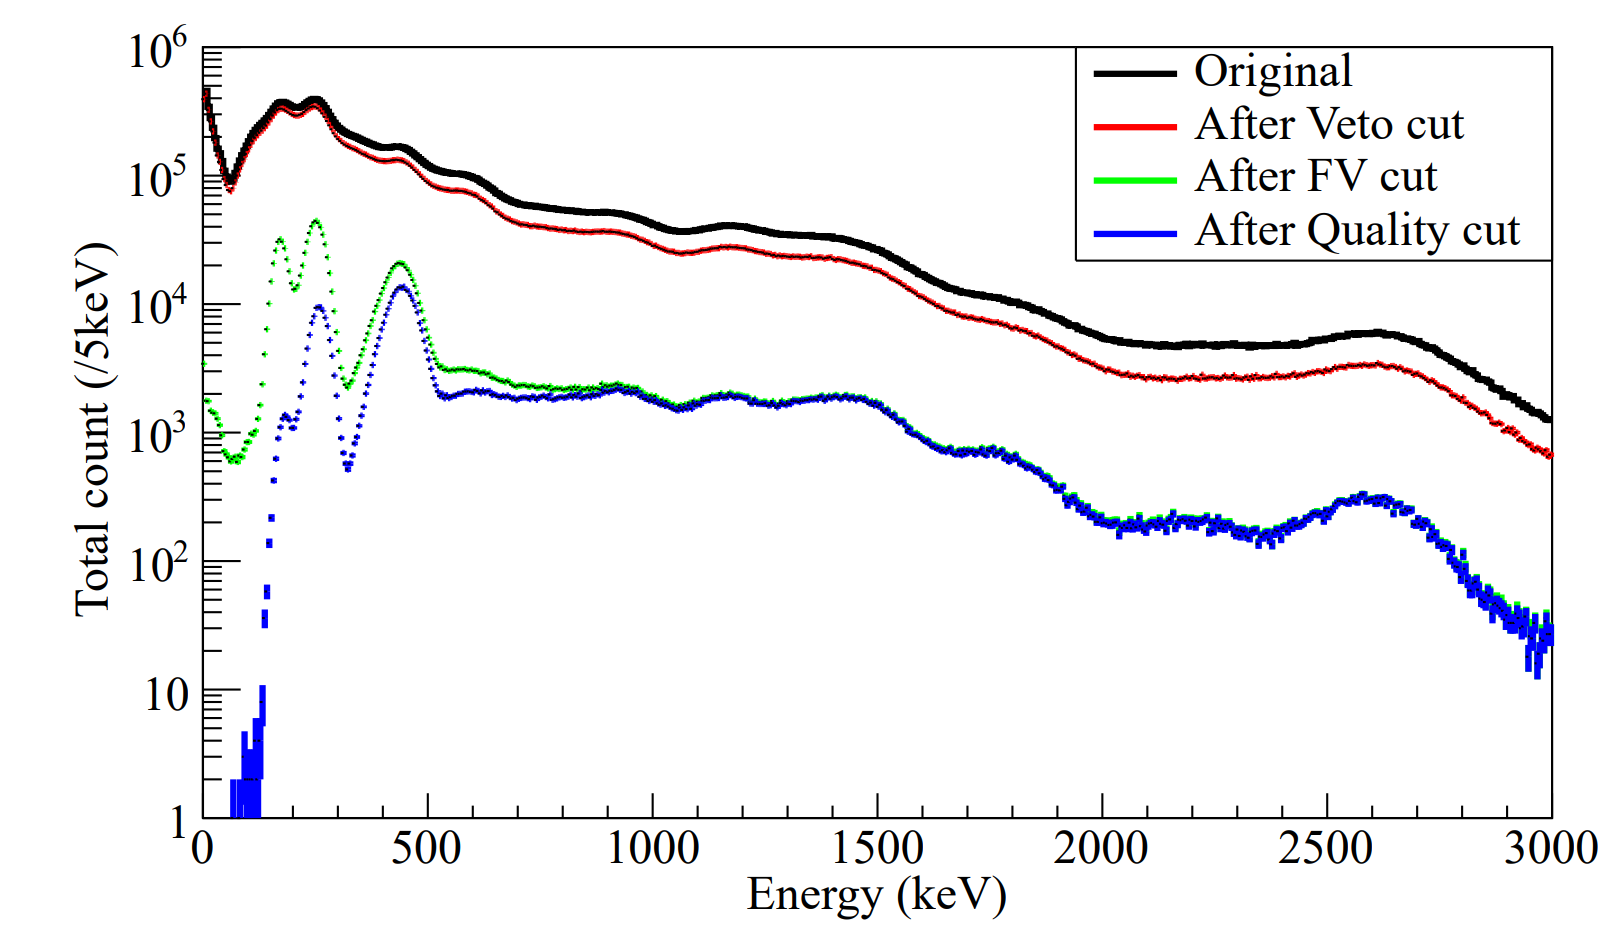 10^6
10^5
10^4
10^3
10^2
10
1
Total count (/5keV)
Original
After Veto cut
After FV cut
After Quality cut
0 500 1000 1500 2000 2500 3000
Energy (keV)